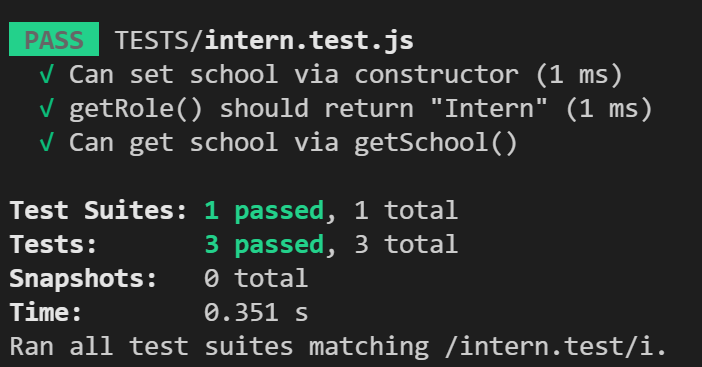 PASS TESTS/intern.test.js
√ Can set school via constructor (1 ms)
√ getRole() should return "Intern" (1 ms)
√ Can get school via getSchool()
Test Suites: 1 passed, 1 total
Tests: 3 passed, 3 total
Snapshots: 0 total
Time: 0.351 s
Ran all test suites matching /intern.test/i.